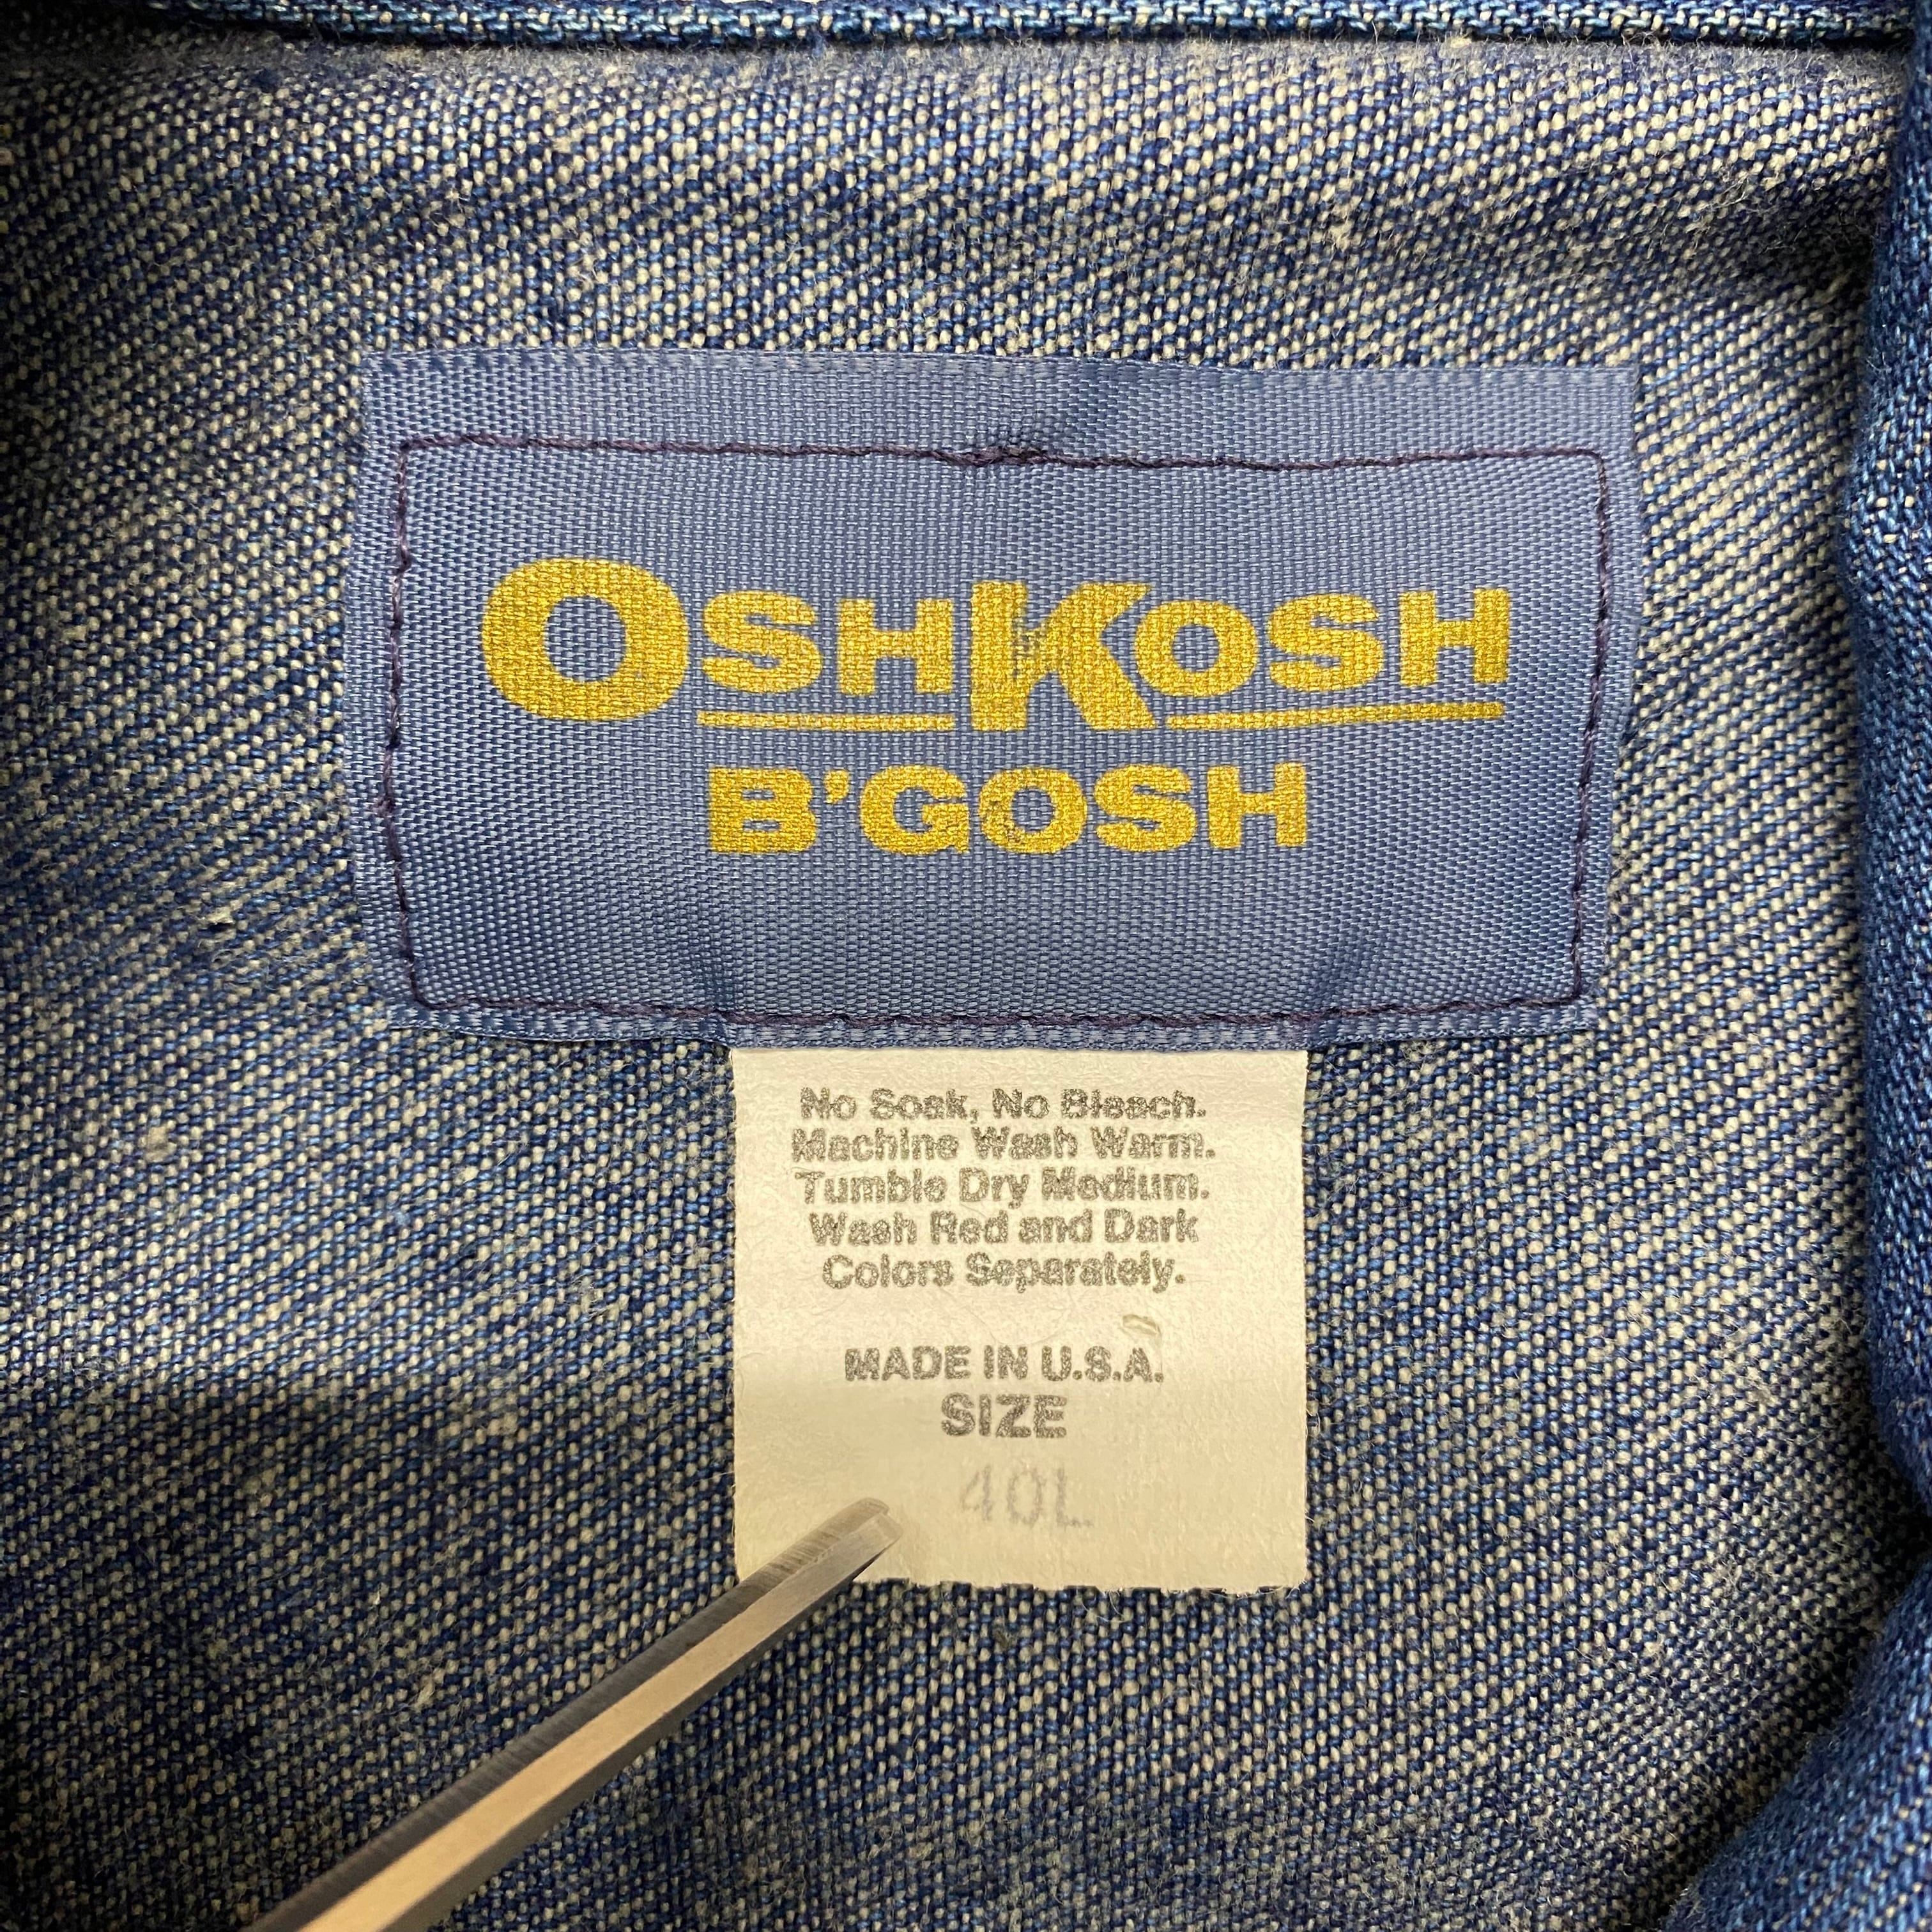 OSHKOSH
B'GOSH
No Soak, No Bleach.
Machine Wash Warm.
Tumble Dry Medium.
Wash Red and Dark
Colors Separately.
MADE IN U.S.A.
SIZE
40L